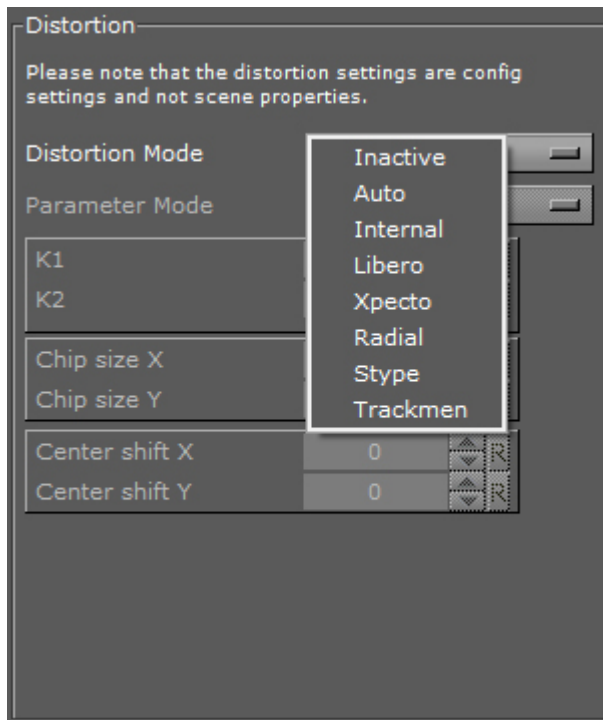 Distortion
Please note that the distortion settings are config
settings and not scene properties.
Distortion Mode
Inactive
Auto
Internal
Libero
Xpecto
Radial
Stype
Trackmen
Parameter Mode
K1
K2
Chip size X
Chip size Y
Center shift X 0 R
Center shift Y 0 R